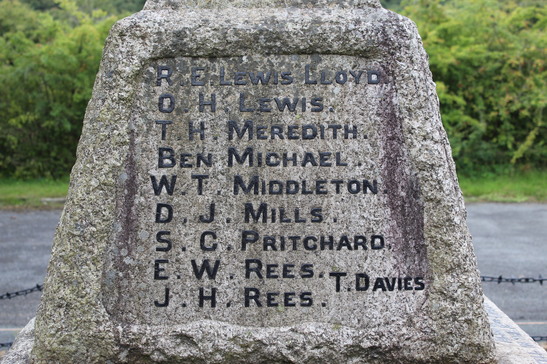 R. E. LEWIS LLOYD
O. H. LEWIS.
T. H. MEREDITH.
BEN MICHAEL.
W. T. MIDDLETON.
D. J. MILLS.
S. C. PRITCHARD.
E. W. REES.
T. DAVIES
J. H. REES.